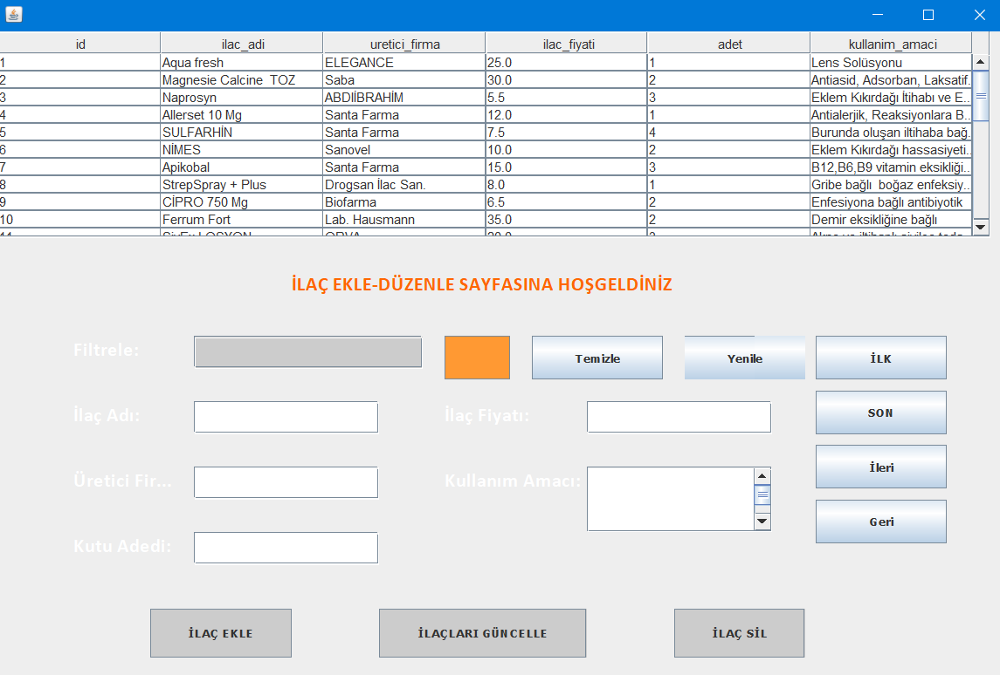 id ilac_adi uretici_firma ilac_fiyati adet kullanim_amaci
1 Aqua fresh ELEGANCE 25.0 1 Lens Solüsyonu
2 Magnesie Calcine  TOZ Saba 30.0 2 Antiasid, Adsorban, Laksatif..
3 Naprosyn ABDİİBRAHİM 5.5 3 Eklem Kıkırdağı İtihabı ve E...
4 Allerset 10 Mg Santa Farma 12.0 1 Antialerjik, Reaksiyonlara B...
5 SULFARHİN Santa Farma 7.5 4 Burunda oluşan iltihaba bağ...
6 NİMES Sanovel 10.0 2 Eklem Kıkırdağı hassasiyeti...
7 Apikobal Santa Farma 15.0 3 B12,B6,B9 vitamin eksikliği...
8 StrepSpray + Plus Drogsan İlac San. 8.0 1 Gribe bağlı  boğaz enfeksiy...
9 CİPRO 750 Mg Biofarma 6.5 2 Enfesiyona bağlı antibiyotik
10 Ferrum Fort Lab. Hausmann 35.0 2 Demir eksikliğine bağlı
11 LOSYON ORVA
İLAÇ EKLE-DÜZENLE SAYFASINA HOŞGELDİNİZ
Filtrele: Temizle Yenile İLK
İlaç Adı: İlaç Fiyatı: SON
Üretici Fir... Kullanım Amacı: İleri
Kutu Adedi: Geri
İLAÇ EKLE İLAÇLARI GÜNCELLE İLAÇ SİL